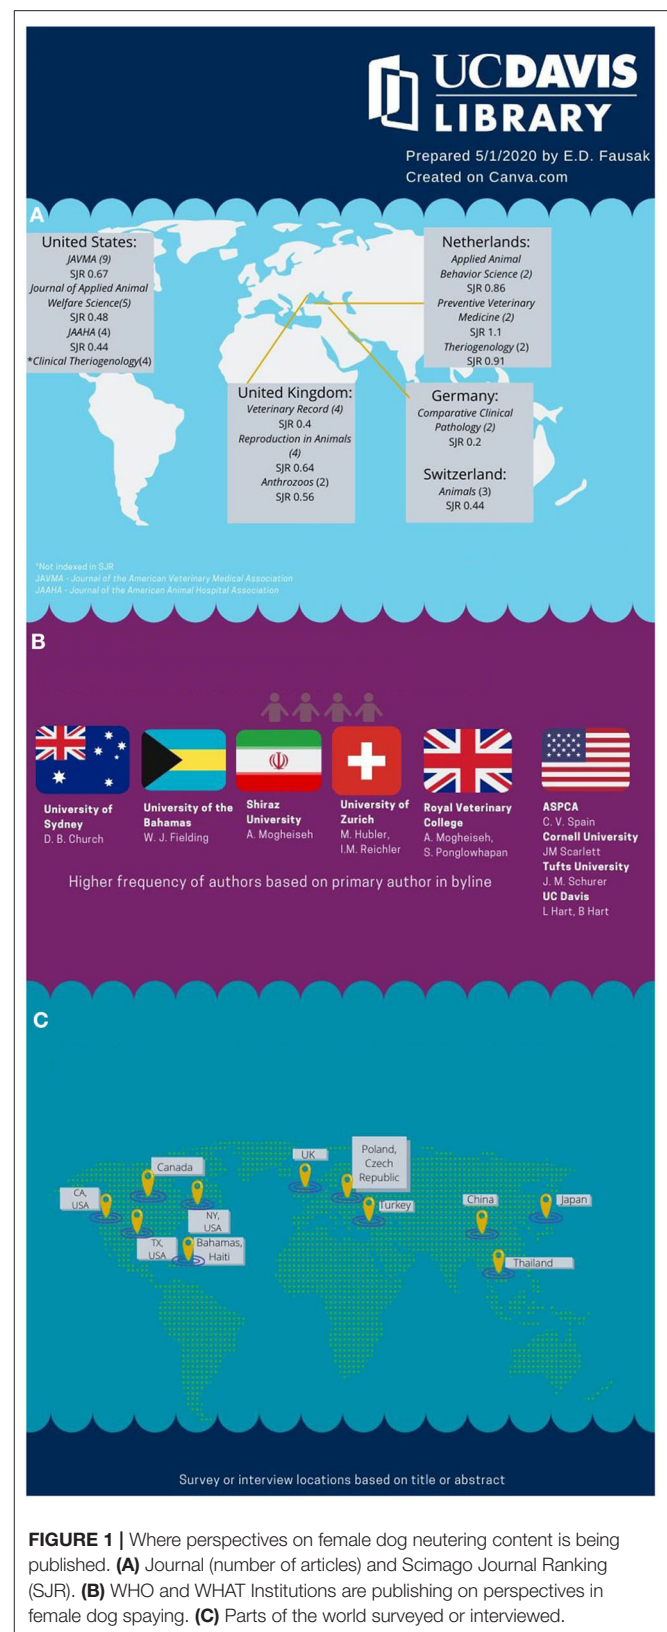 UCDAVIS
LIBRARY
Prepared 5/1/2020 by E.D. Fausak
Created on Canva.com
A
United States:
JAVMA (9)
SJR 0.67
Journal of Applied Animal
Welfare Science(5)
SJR 0.48
JAAHA (4)
SJR 0.44
*Clinical Theriogenology(4)
Netherlands:
Applied Animal
Behavior Science (2)
SJR 0.86
Preventive Veterinary
Medicine (2)
SJR 1.1
Theriogenology (2)
SJR 0.91
United Kingdom:
Veterinary Record (4)
SJR 0.4
Reproduction in Animals
(4)
SJR 0.64
Anthrozoos (2)
SJR 0.56
Germany:
Comparative Clinical
Pathology (2)
SJR 0.2
Switzerland:
Animals (3)
SJR 0.44
*Not indexed in SJR
JAVMA - Journal of the American Veterinary Medical Association
JAAHA - Journal of the American Animal Hospital Association
B
University of
Sydney
D. B. Church
University of the
Bahamas
W. J. Fielding
Shiraz
University
A. Mogheiseh
University of
Zurich
M. Hubler,
I.M. Reichler
Royal Veterinary
College
A. Mogheiseh,
S. Ponglowhapan
ASPCA
C. V. Spain
Cornell University
JM Scarlett
Tufts University
J. M. Schurer
UC Davis
L Hart, B Hart
Higher frequency of authors based on primary author in byline
C
Canada
CA,
USA
NY,
USA
TX,
USA
Bahamas,
Haiti
UK
Poland,
Czech
Republic
Turkey
China
Japan
Thailand
Survey or interview locations based on title or abstract
FIGURE 1 | Where perspectives on female dog neutering content is being
published. (A) Journal (number of articles) and Scimago Journal Ranking
(SJR). (B) WHO and WHAT Institutions are publishing on perspectives in
female dog spaying. (C) Parts of the world surveyed or interviewed.